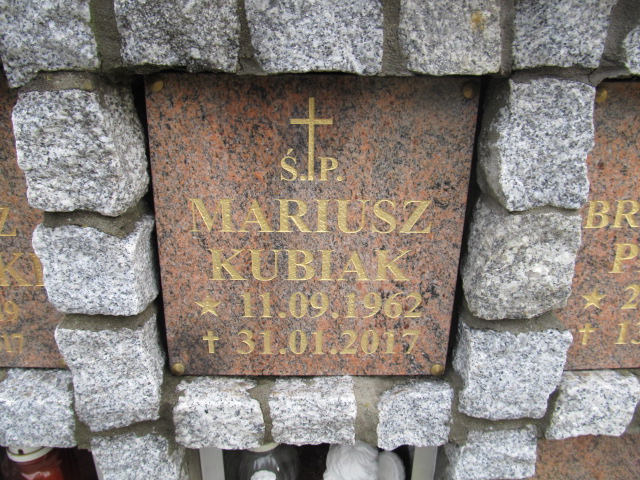 Ś.P.
MARIUSZ
KUBIAK
★ 11.09.1962
✝ 31.01.2017